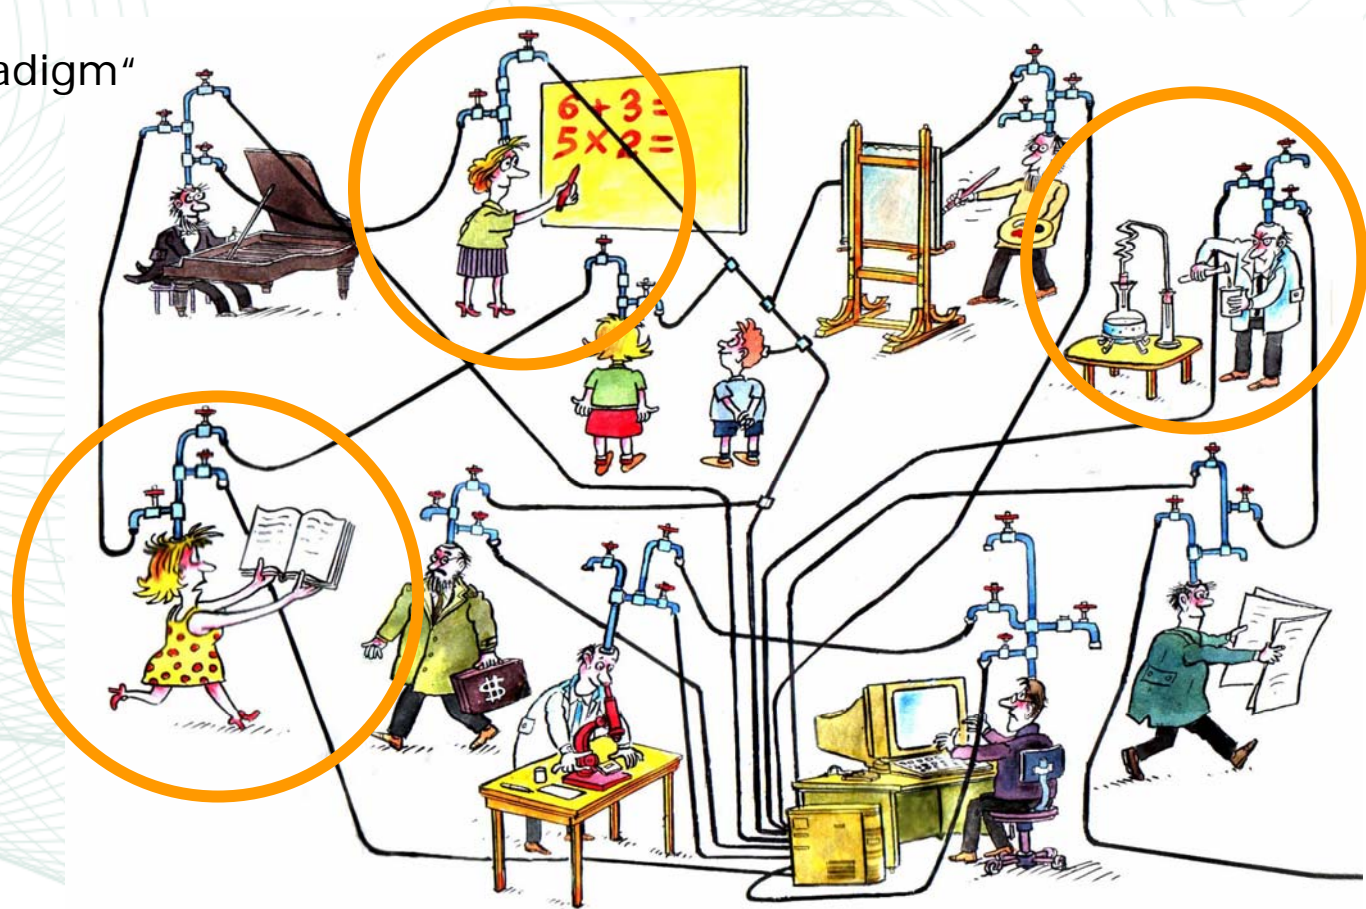 adigm“
6 + 3 =
5 × 2 =
$